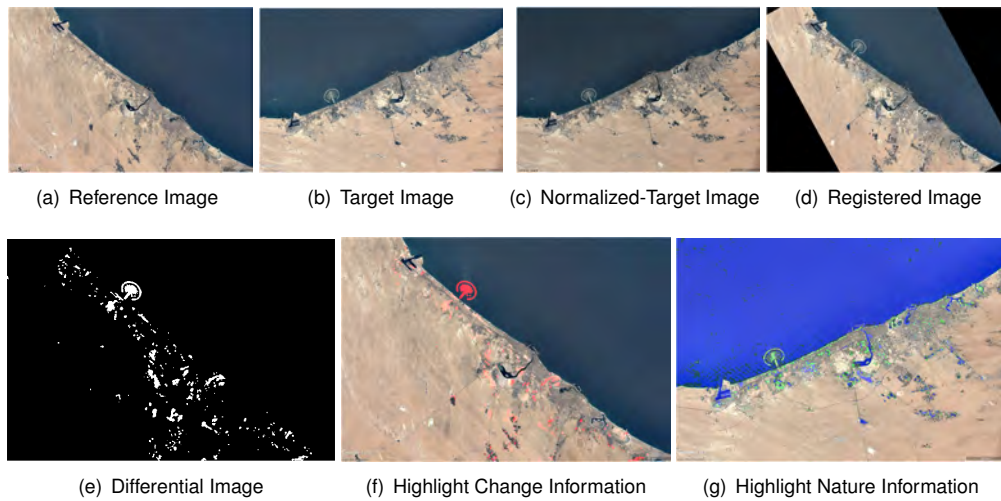 (a) Reference Image
(b) Target Image
(c) Normalized-Target Image
(d) Registered Image
(e) Differential Image
(f) Highlight Change Information
(g) Highlight Nature Information